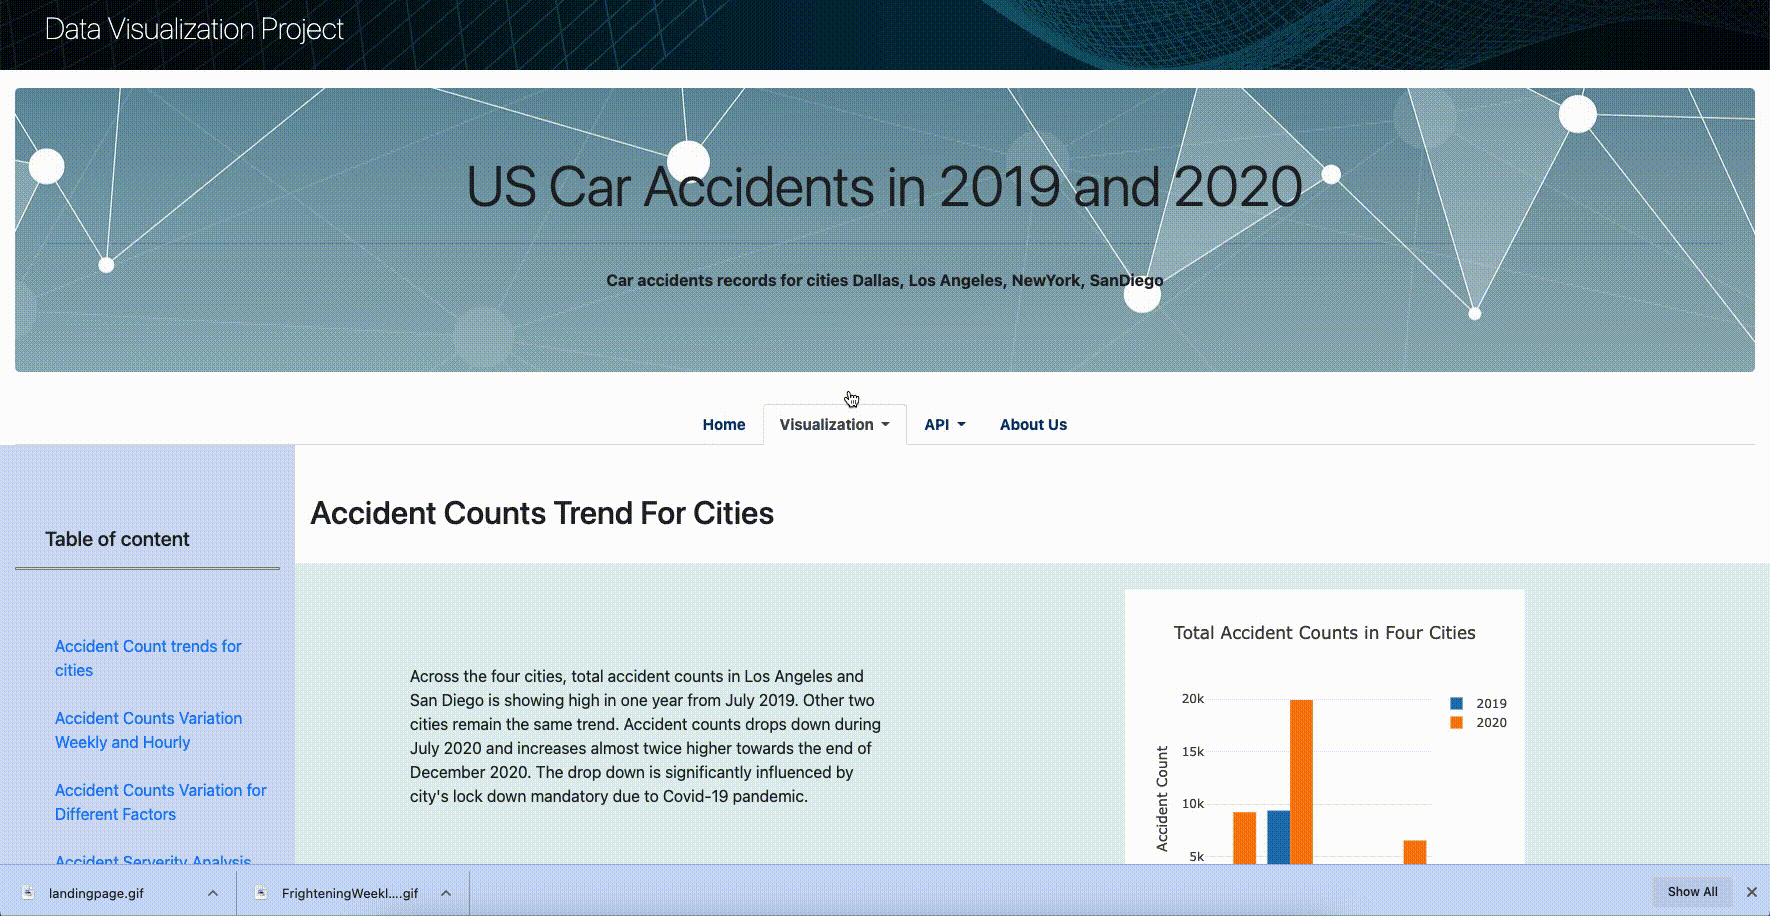 Data Visualization Project
US Car Accidents in 2019 and 2020
Car accidents records for cities Dallas, Los Angeles, NewYork, SanDiego
Home
Visualization
API
About Us
Table of content
Accident Count trends for
cities
Accident Counts Variation
Weekly and Hourly
Accident Counts Variation for
Different Factors
Accident Serverity Analysis
Accident Counts Trend For Cities
Across the four cities, total accident counts in Los Angeles and
San Diego is showing high in one year from July 2019. Other two
cities remain the same trend. Accident counts drops down during
July 2020 and increases almost twice higher towards the end of
December 2020. The drop down is significantly influenced by
city's lock down mandatory due to Covid-19 pandemic.
Total Accident Counts in Four Cities
20k
15k
10k
5k
Accident Count
2019
2020
landingpage.gif
FrighteningWeekl....gif
Show All